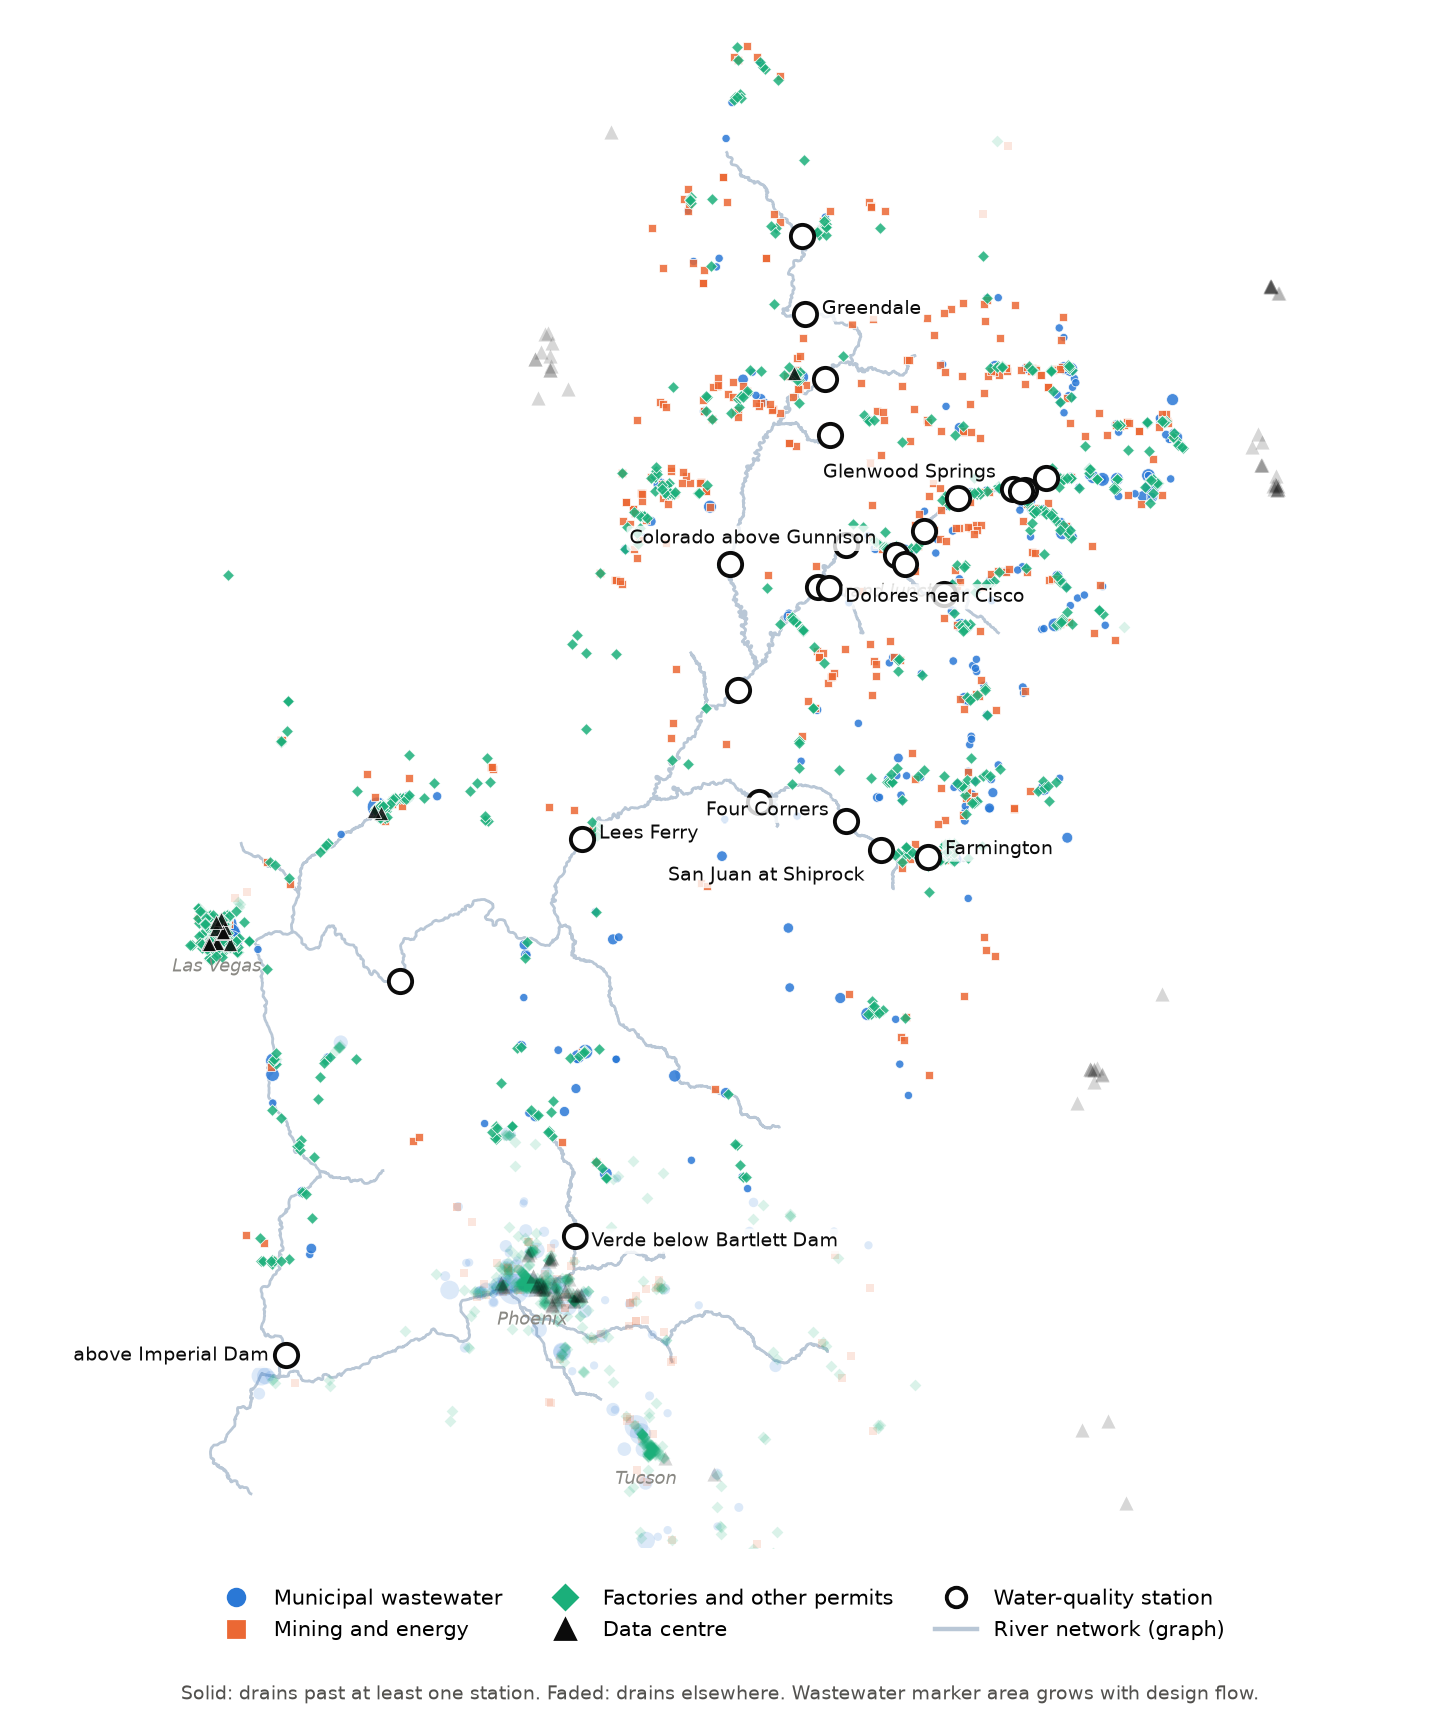 Greendale
Glenwood Springs
Colorado above Gunnison
Dolores near Cisco
Four Corners
Lees Ferry
Farmington
San Juan at Shiprock
Las Vegas
Verde below Bartlett Dam
Phoenix
above Imperial Dam
Tucson
Municipal wastewater
Factories and other permits
Water-quality station
Mining and energy
Data centre
River network (graph)
Solid: drains past at least one station. Faded: drains elsewhere. Wastewater marker area grows with design flow.